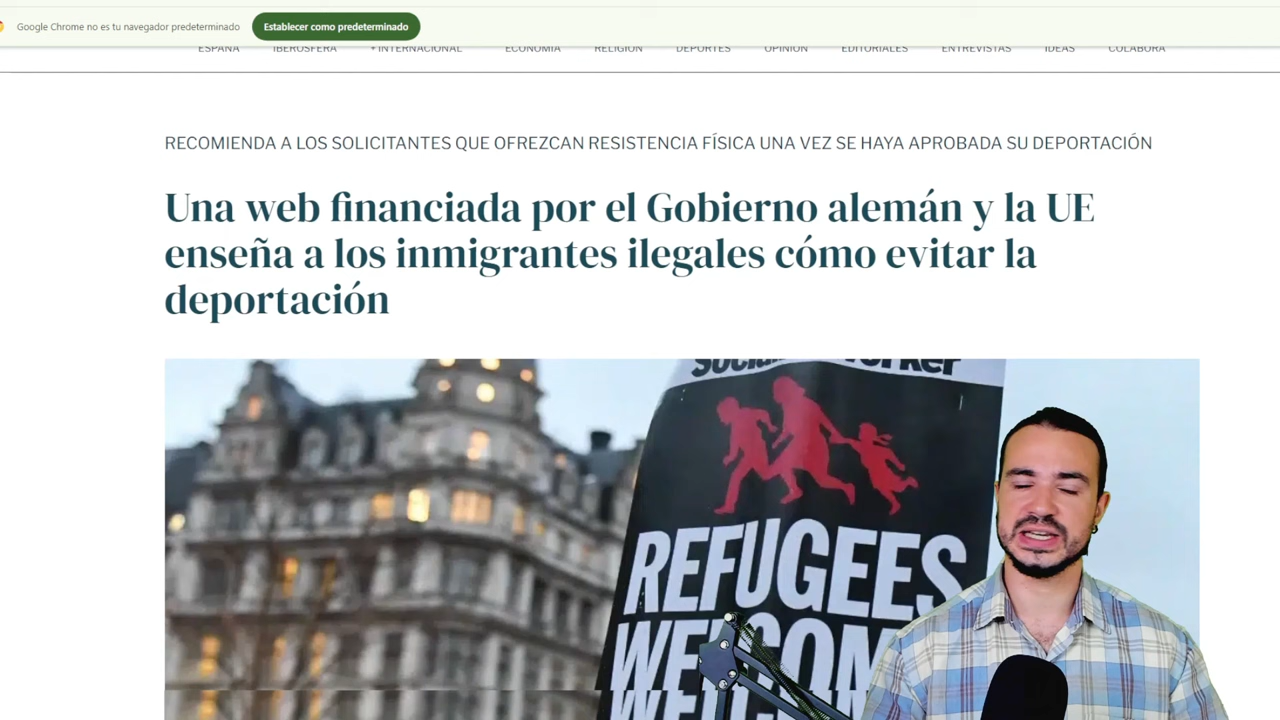 Google Chrome no es tu navegador predeterminado
Establecer como predeterminado
ESPAÑA
IBEROSFERA
+ INTERNACIONAL
ECONOMÍA
RELIGIÓN
DEPORTES
OPINIÓN
EDITORIALES
ENTREVISTAS
IDEAS
COLABORA
RECOMIENDA A LOS SOLICITANTES QUE OFREZCAN RESISTENCIA FÍSICA UNA VEZ SE HAYA APROBADA SU DEPORTACIÓN
Una web financiada por el Gobierno alemán y la UE
enseña a los inmigrantes ilegales cómo evitar la
deportación
REFUGEES